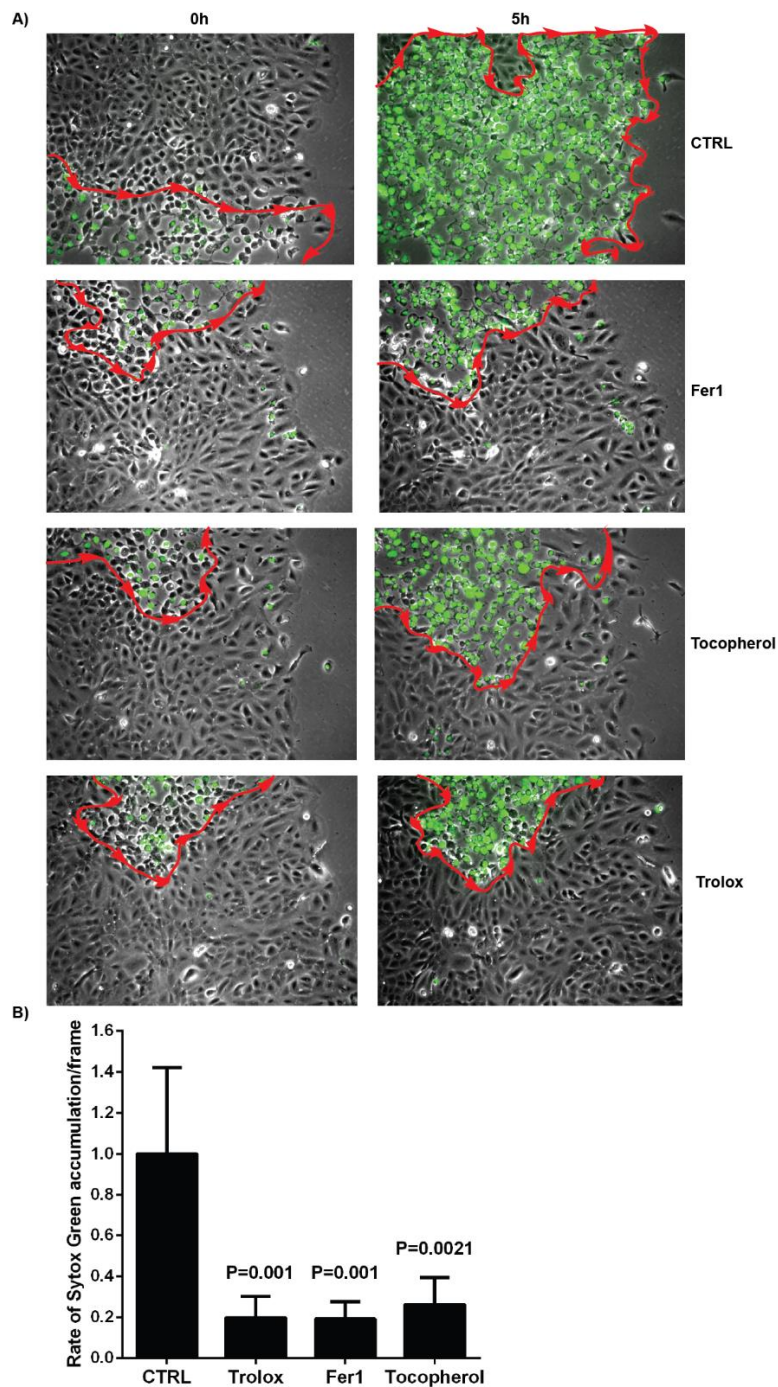 A)
0h
5h
CTRL
Fer1
Tocopherol
Trolox
B)
Rate of Sytox Green accumulation/frame
1.6
1.4
1.2
1.0
0.8
0.6
0.4
0.2
0.0
P=0.001
P=0.001
P=0.0021
CTRL
Trolox
Fer1
Tocopherol